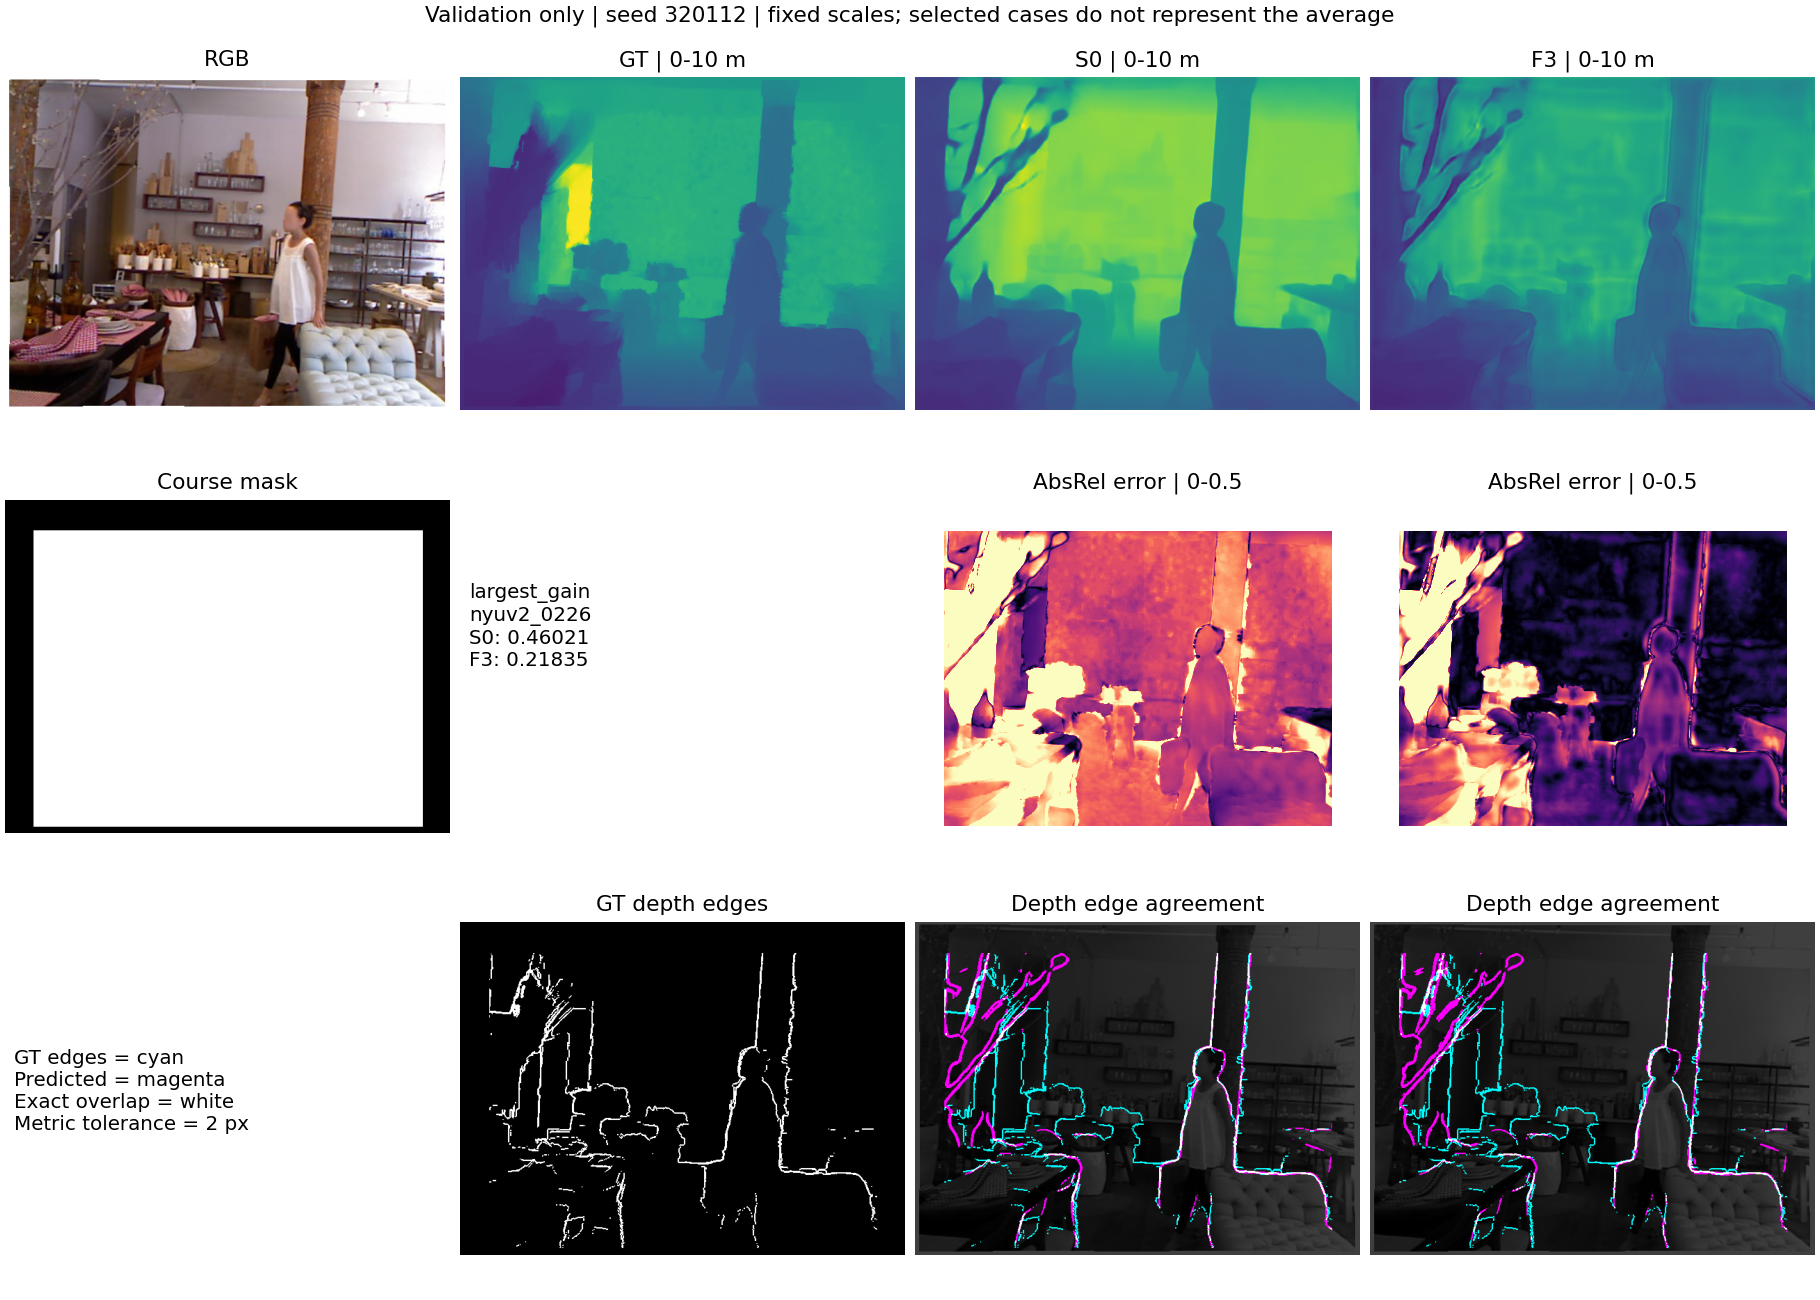 Validation only | seed 320112 | fixed scales; selected cases do not represent the average
RGB
GT | 0-10 m
S0 | 0-10 m
F3 | 0-10 m
Course mask
AbsRel error | 0-0.5
AbsRel error | 0-0.5
largest_gain
nyuv2_0226
S0: 0.46021
F3: 0.21835
GT depth edges
Depth edge agreement
Depth edge agreement
GT edges = cyan
Predicted = magenta
Exact overlap = white
Metric tolerance = 2 px